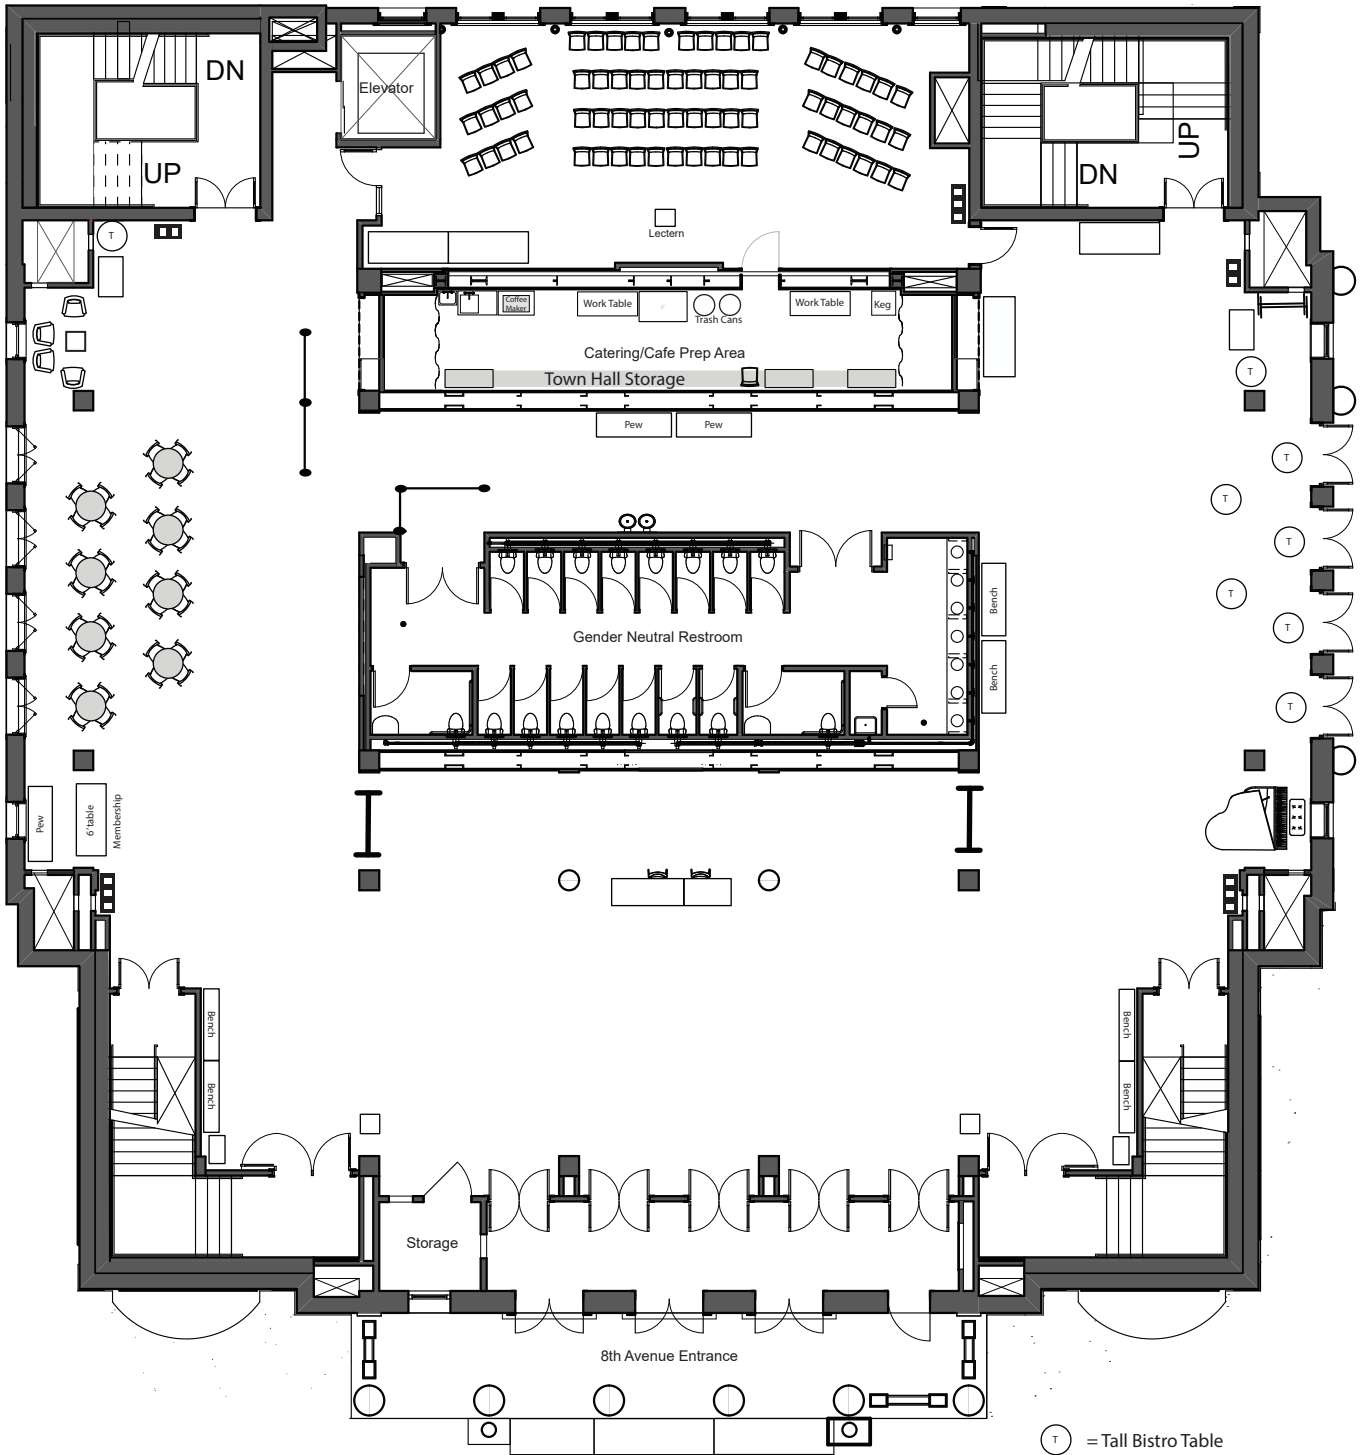 DN
UP
Elevator
UP
DN
T
Lectern
Coffee
Maker
Work Table
F
Trash Cans
Work Table
Keg
Catering/Cafe Prep Area
Town Hall Storage
T
Pew
Pew
T
T
T
T
T
T
Bench
Bench
Gender Neutral Restroom
Pew
6'table
Membership
Bench
Bench
Bench
Bench
Storage
8th Avenue Entrance
T = Tall Bistro Table